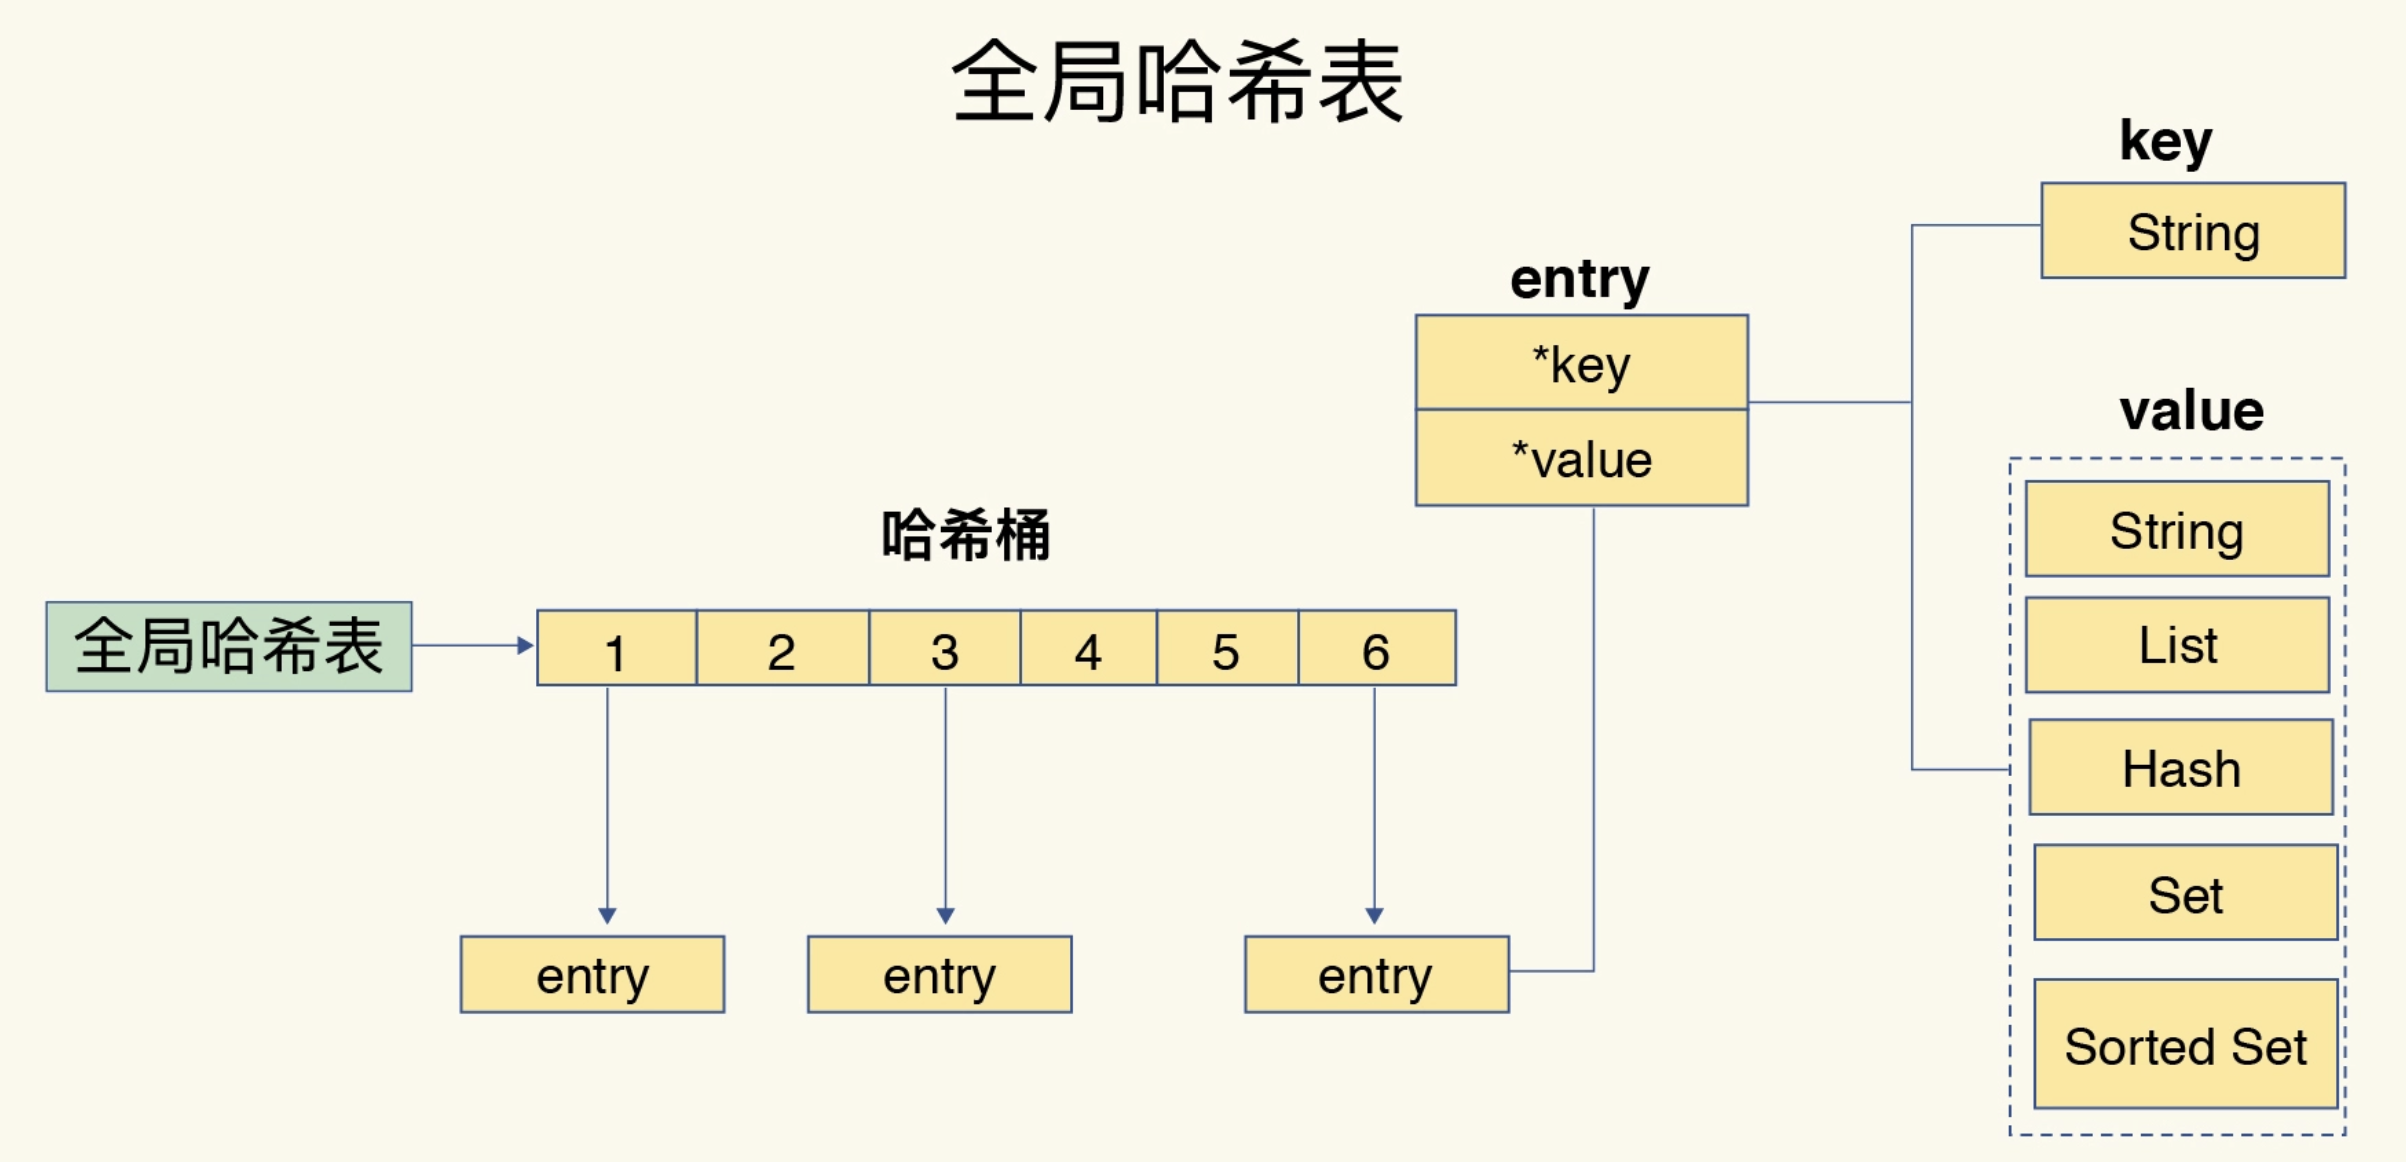 全局哈希表
key
String
entry
*key
*value
value
String
List
Hash
Set
Sorted Set
哈希桶
全局哈希表
1 2 3 4 5 6
entry entry entry